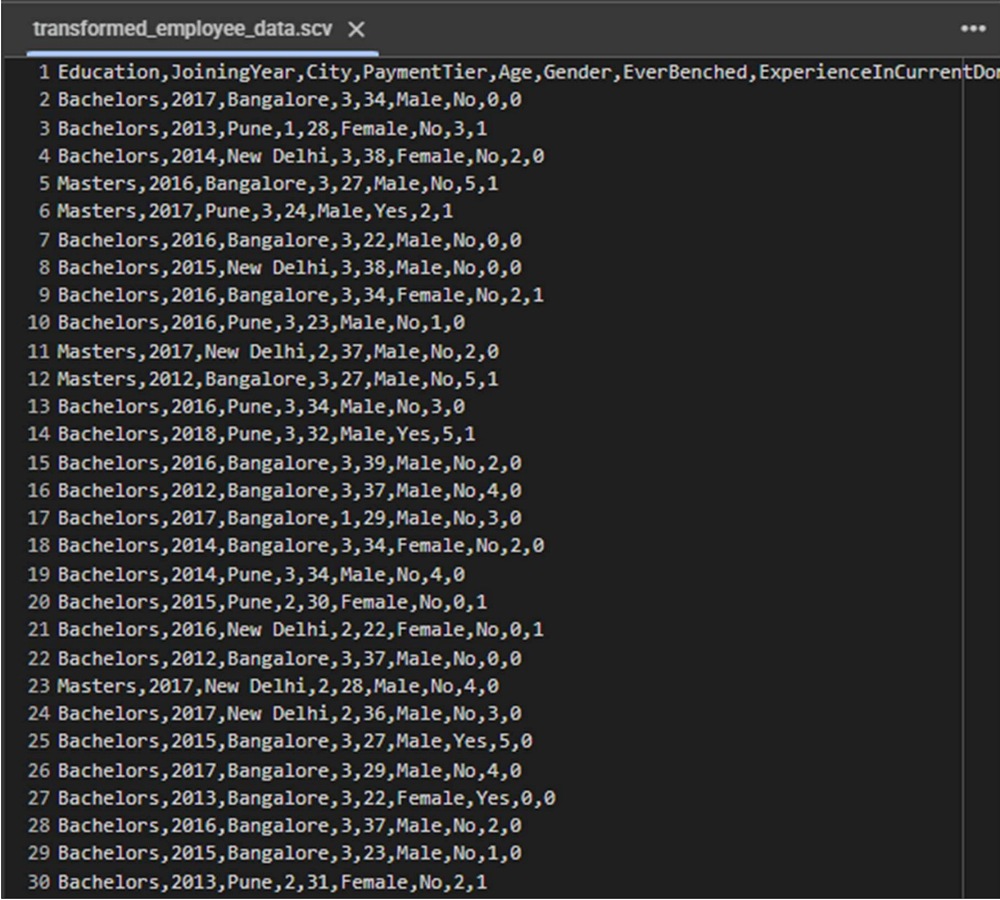 transformed_employee_data.scv
1 Education,JoiningYear,City,PaymentTier,Age,Gender,EverBenched,ExperienceInCurrentDo
2 Bachelors,2017,Bangalore,3,34,Male,No,0,0
3 Bachelors,2013,Pune,1,28,Female,No,3,1
4 Bachelors,2014,New Delhi,3,38,Female,No,2,0
5 Masters,2016,Bangalore,3,27,Male,No,5,1
6 Masters,2017,Pune,3,24,Male,Yes,2,1
7 Bachelors,2016,Bangalore,3,22,Male,No,0,0
8 Bachelors,2015,New Delhi,3,38,Male,No,0,0
9 Bachelors,2016,Bangalore,3,34,Female,No,2,1
10 Bachelors,2016,Pune,3,23,Male,No,1,0
11 Masters,2017,New Delhi,2,37,Male,No,2,0
12 Masters,2012,Bangalore,3,27,Male,No,5,1
13 Bachelors,2016,Pune,3,34,Male,No,3,0
14 Bachelors,2018,Pune,3,32,Male,Yes,5,1
15 Bachelors,2016,Bangalore,3,39,Male,No,2,0
16 Bachelors,2012,Bangalore,3,37,Male,No,4,0
17 Bachelors,2017,Bangalore,1,29,Male,No,3,0
18 Bachelors,2014,Bangalore,3,34,Female,No,2,0
19 Bachelors,2014,Pune,3,34,Male,No,4,0
20 Bachelors,2015,Pune,2,30,Female,No,0,1
21 Bachelors,2016,New Delhi,2,22,Female,No,0,1
22 Bachelors,2012,Bangalore,3,37,Male,No,0,0
23 Masters,2017,New Delhi,2,28,Male,No,4,0
24 Bachelors,2017,New Delhi,2,36,Male,No,3,0
25 Bachelors,2015,Bangalore,3,27,Male,Yes,5,0
26 Bachelors,2017,Bangalore,3,29,Male,No,4,0
27 Bachelors,2013,Bangalore,3,22,Female,Yes,0,0
28 Bachelors,2016,Bangalore,3,37,Male,No,2,0
29 Bachelors,2015,Bangalore,3,23,Male,No,1,0
30 Bachelors,2013,Pune,2,31,Female,No,2,1